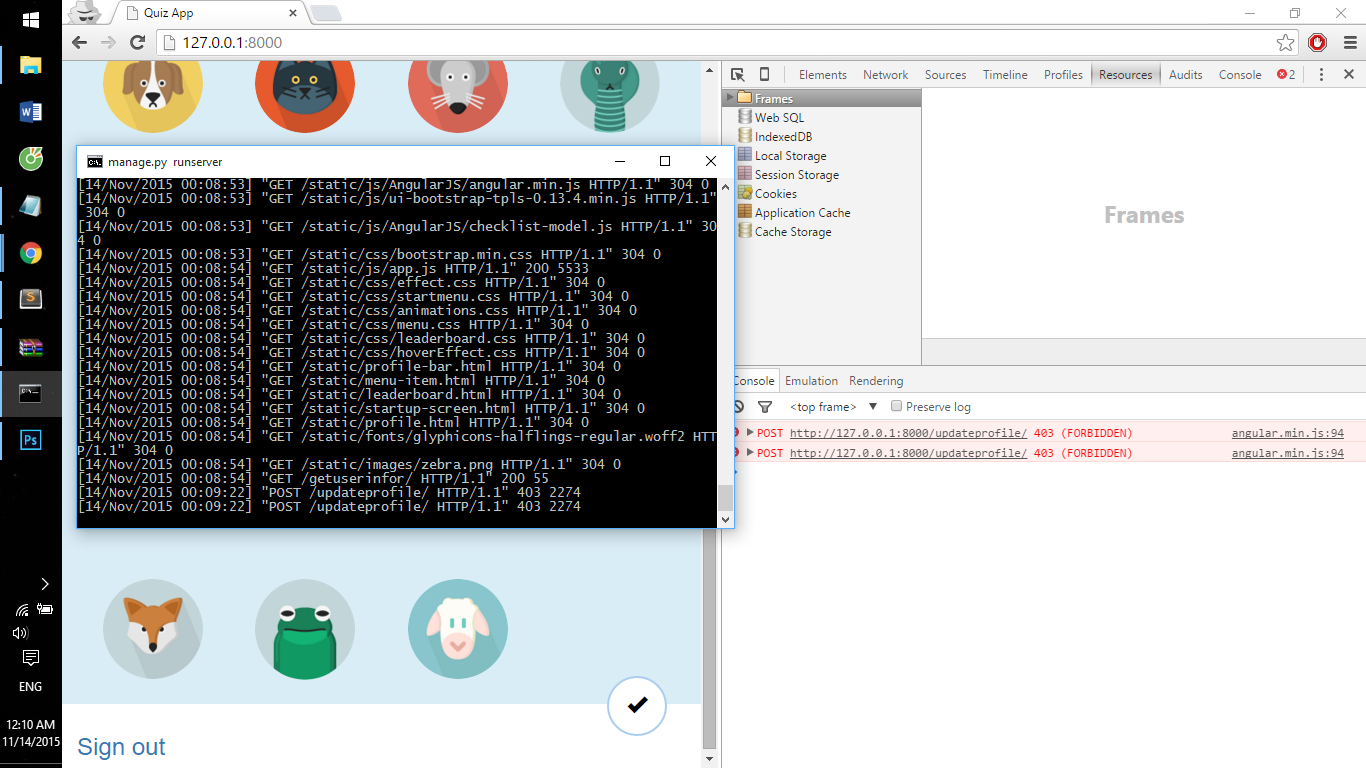 Quiz App
127.0.0.1:8000
Elements Network Sources Timeline Profiles Resources Audits Console 2
Frames
Web SQL
IndexedDB
Local Storage
Session Storage
Cookies
Application Cache
Cache Storage
Frames
manage.py runserver
[14/Nov/2015 00:08:53] "GET /static/js/AngularJS/angular.min.js HTTP/1.1" 304 0
[14/Nov/2015 00:08:53] "GET /static/js/ui-bootstrap-tpls-0.13.4.min.js HTTP/1.1"
304 0
[14/Nov/2015 00:08:53] "GET /static/js/AngularJS/checklist-model.js HTTP/1.1" 30
4 0
[14/Nov/2015 00:08:53] "GET /static/css/bootstrap.min.css HTTP/1.1" 304 0
[14/Nov/2015 00:08:54] "GET /static/js/app.js HTTP/1.1" 200 5533
[14/Nov/2015 00:08:54] "GET /static/css/effect.css HTTP/1.1" 304 0
[14/Nov/2015 00:08:54] "GET /static/css/startmenu.css HTTP/1.1" 304 0
[14/Nov/2015 00:08:54] "GET /static/css/animations.css HTTP/1.1" 304 0
[14/Nov/2015 00:08:54] "GET /static/css/menu.css HTTP/1.1" 304 0
[14/Nov/2015 00:08:54] "GET /static/css/leaderboard.css HTTP/1.1" 304 0
[14/Nov/2015 00:08:54] "GET /static/css/hoverEffect.css HTTP/1.1" 304 0
[14/Nov/2015 00:08:54] "GET /static/profile-bar.html HTTP/1.1" 304 0
[14/Nov/2015 00:08:54] "GET /static/menu-item.html HTTP/1.1" 304 0
[14/Nov/2015 00:08:54] "GET /static/leaderboard.html HTTP/1.1" 304 0
[14/Nov/2015 00:08:54] "GET /static/startup-screen.html HTTP/1.1" 304 0
[14/Nov/2015 00:08:54] "GET /static/profile.html HTTP/1.1" 304 0
[14/Nov/2015 00:08:54] "GET /static/fonts/glyphicons-halflings-regular.woff2 HTT
P/1.1" 304 0
[14/Nov/2015 00:08:54] "GET /static/images/zebra.png HTTP/1.1" 304 0
[14/Nov/2015 00:08:54] "GET /getuserinfor/ HTTP/1.1" 200 55
[14/Nov/2015 00:09:22] "POST /updateprofile/ HTTP/1.1" 403 2274
[14/Nov/2015 00:09:22] "POST /updateprofile/ HTTP/1.1" 403 2274
Console Emulation Rendering
<top frame> Preserve log
POST http://127.0.0.1:8000/updateprofile/ 403 (FORBIDDEN) angular.min.js:94
POST http://127.0.0.1:8000/updateprofile/ 403 (FORBIDDEN) angular.min.js:94
Sign out
Ps
ENG
12:10 AM
11/14/2015